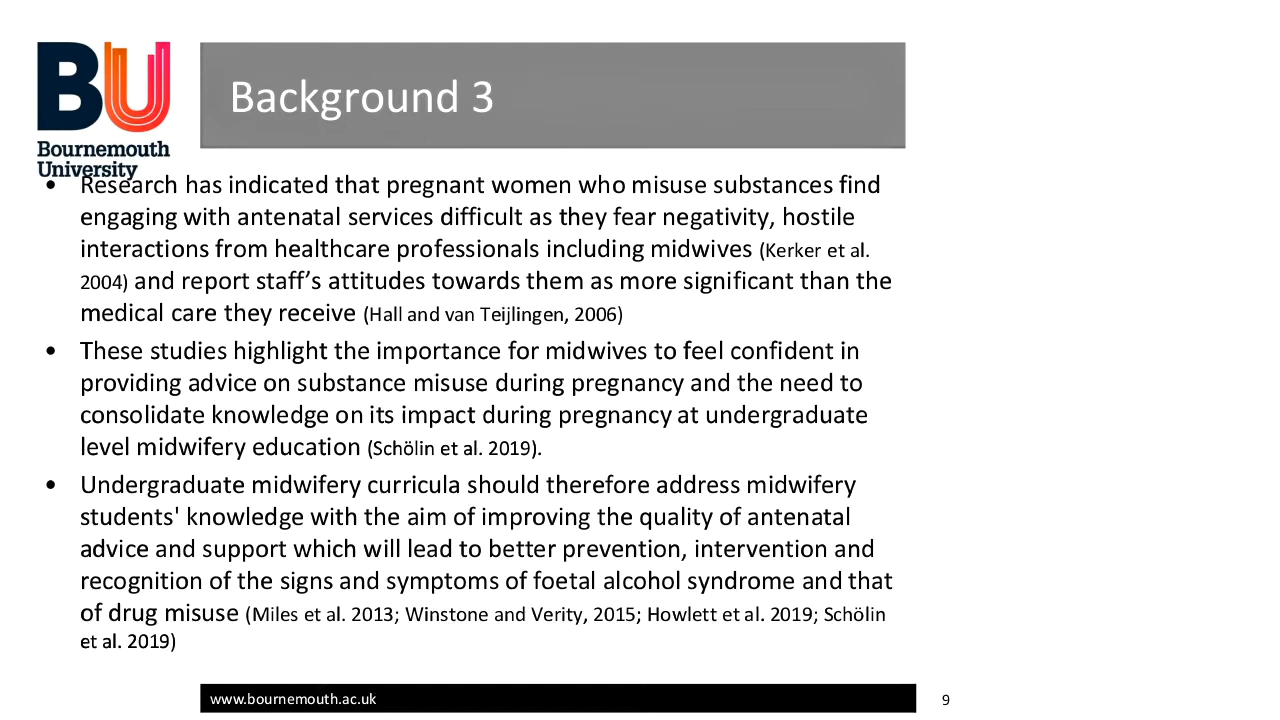 BU
Bournemouth
University
Background 3
• Research has indicated that pregnant women who misuse substances find
engaging with antenatal services difficult as they fear negativity, hostile
interactions from healthcare professionals including midwives (Kerker et al.
2004) and report staff’s attitudes towards them as more significant than the
medical care they receive (Hall and van Teijlingen, 2006)
• These studies highlight the importance for midwives to feel confident in
providing advice on substance misuse during pregnancy and the need to
consolidate knowledge on its impact during pregnancy at undergraduate
level midwifery education (Schölin et al. 2019).
• Undergraduate midwifery curricula should therefore address midwifery
students' knowledge with the aim of improving the quality of antenatal
advice and support which will lead to better prevention, intervention and
recognition of the signs and symptoms of foetal alcohol syndrome and that
of drug misuse (Miles et al. 2013; Winstone and Verity, 2015; Howlett et al. 2019; Schölin
et al. 2019)
www.bournemouth.ac.uk
9